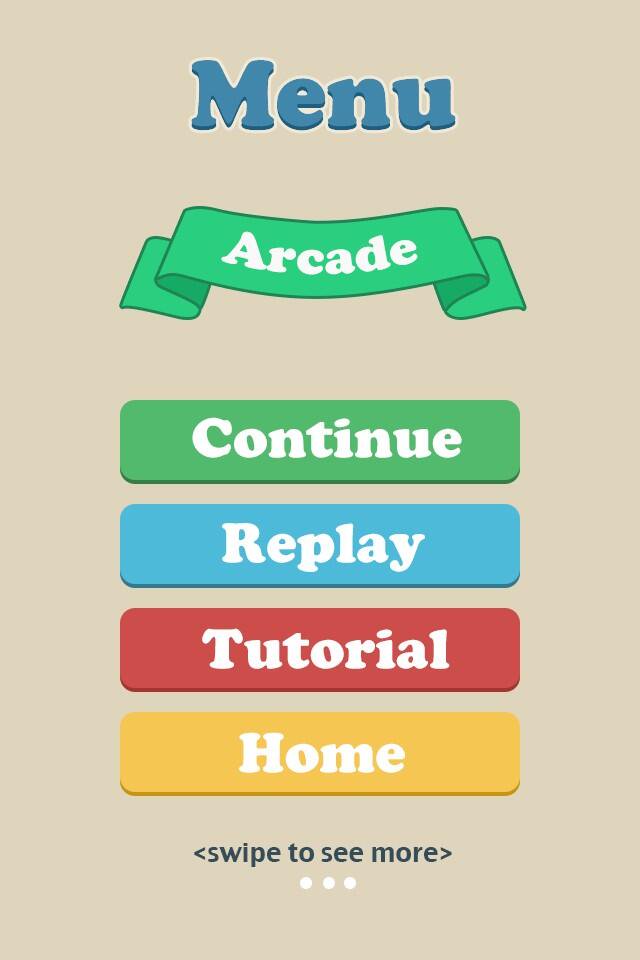 Menu
Arcade
Continue
Replay
Tutorial
Home
<swipe to see more>